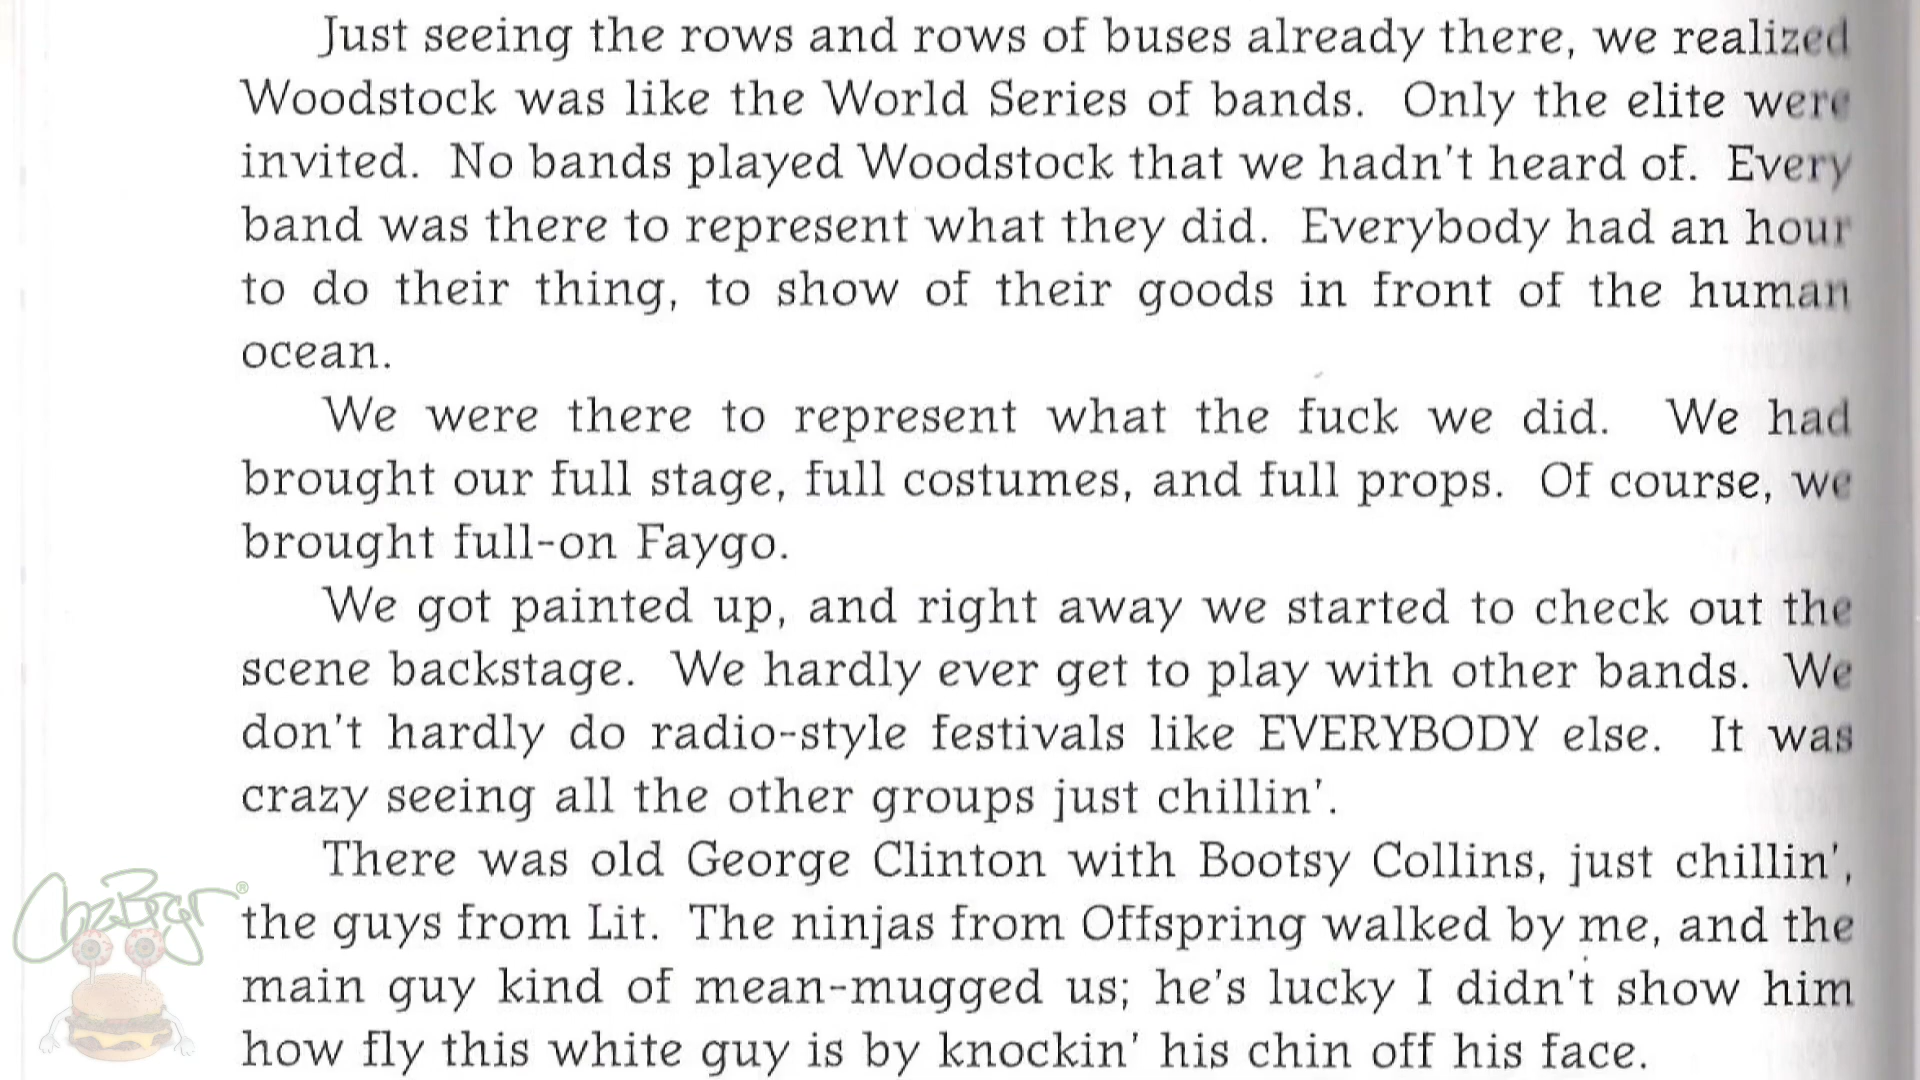 Just seeing the rows and rows of buses already there, we realized
Woodstock was like the World Series of bands.  Only the elite were
invited.  No bands played Woodstock that we hadn't heard of.  Every
band was there to represent what they did.  Everybody had an hour
to do their thing, to show of their goods in front of the human
ocean.
We were there to represent what the fuck we did.  We had
brought our full stage, full costumes, and full props.  Of course, we
brought full-on Faygo.
We got painted up, and right away we started to check out the
scene backstage.  We hardly ever get to play with other bands.  We
don't hardly do radio-style festivals like EVERYBODY else.  It was
crazy seeing all the other groups just chillin'.
There was old George Clinton with Bootsy Collins, just chillin',
the guys from Lit.  The ninjas from Offspring walked by me, and the
main guy kind of mean-mugged us; he's lucky I didn't show him
how fly this white guy is by knockin' his chin off his face.